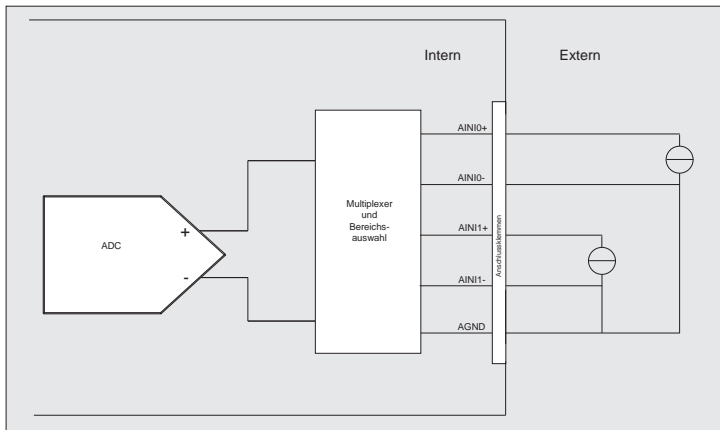 Intern
Extern
AINI0+
AINI0-
AINI1+
AINI1-
AGND
Anschlussklemmen
Multiplexer
und
Bereichs-
auswahl
ADC
+
-